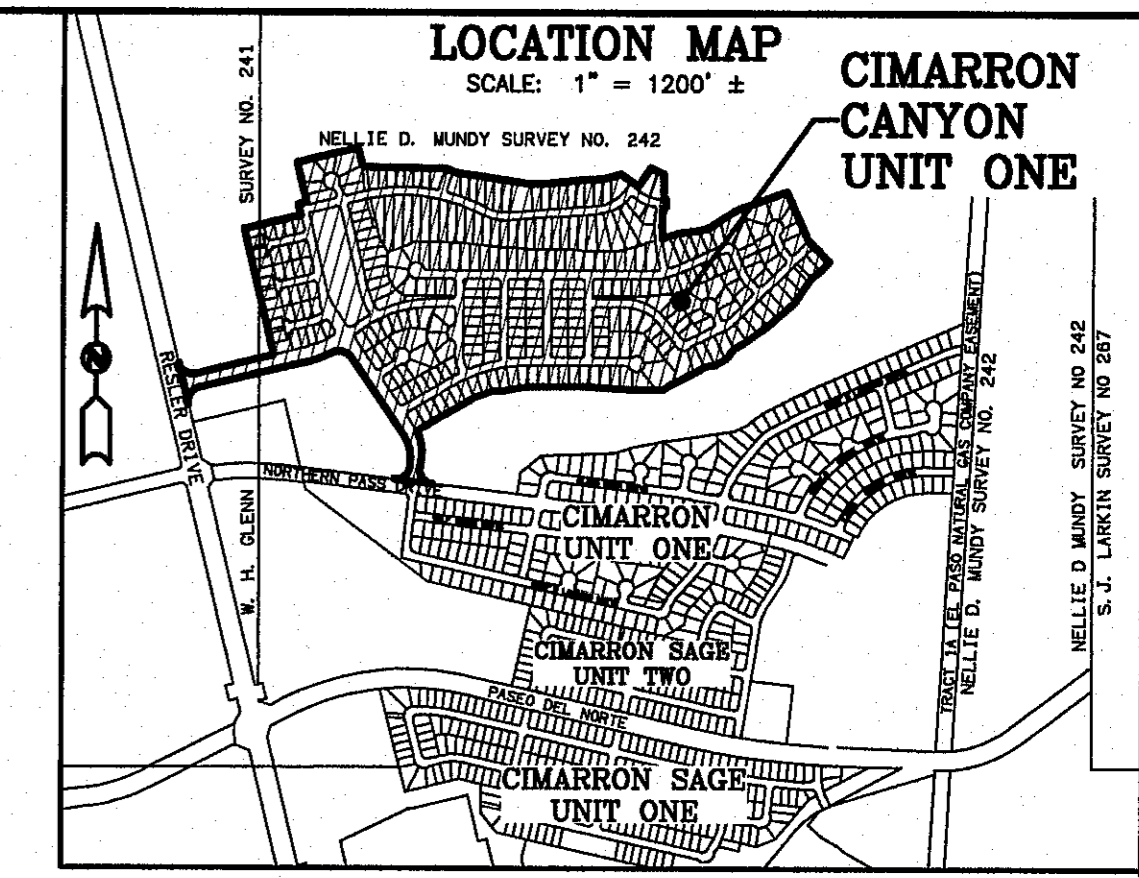 LOCATION MAP
SCALE: 1" = 1200' ±
CIMARRON
CANYON
UNIT ONE
NELLIE D. MUNDY SURVEY NO. 242
SURVEY NO. 241
W. H. GLENN
RESLER DRIVE
NORTHERN PASS
CIMARRON
UNIT ONE
CIMARRON SAGE
UNIT TWO
PASEO DEL NORTE
CIMARRON SAGE
UNIT ONE
TRACT 1A (EL PASO NATURAL GAS COMPANY EASEMENT)
NELLIE D. MUNDY SURVEY NO. 242
NELLIE D MUNDY SURVEY NO 242
S. J. LARKIN SURVEY NO 267